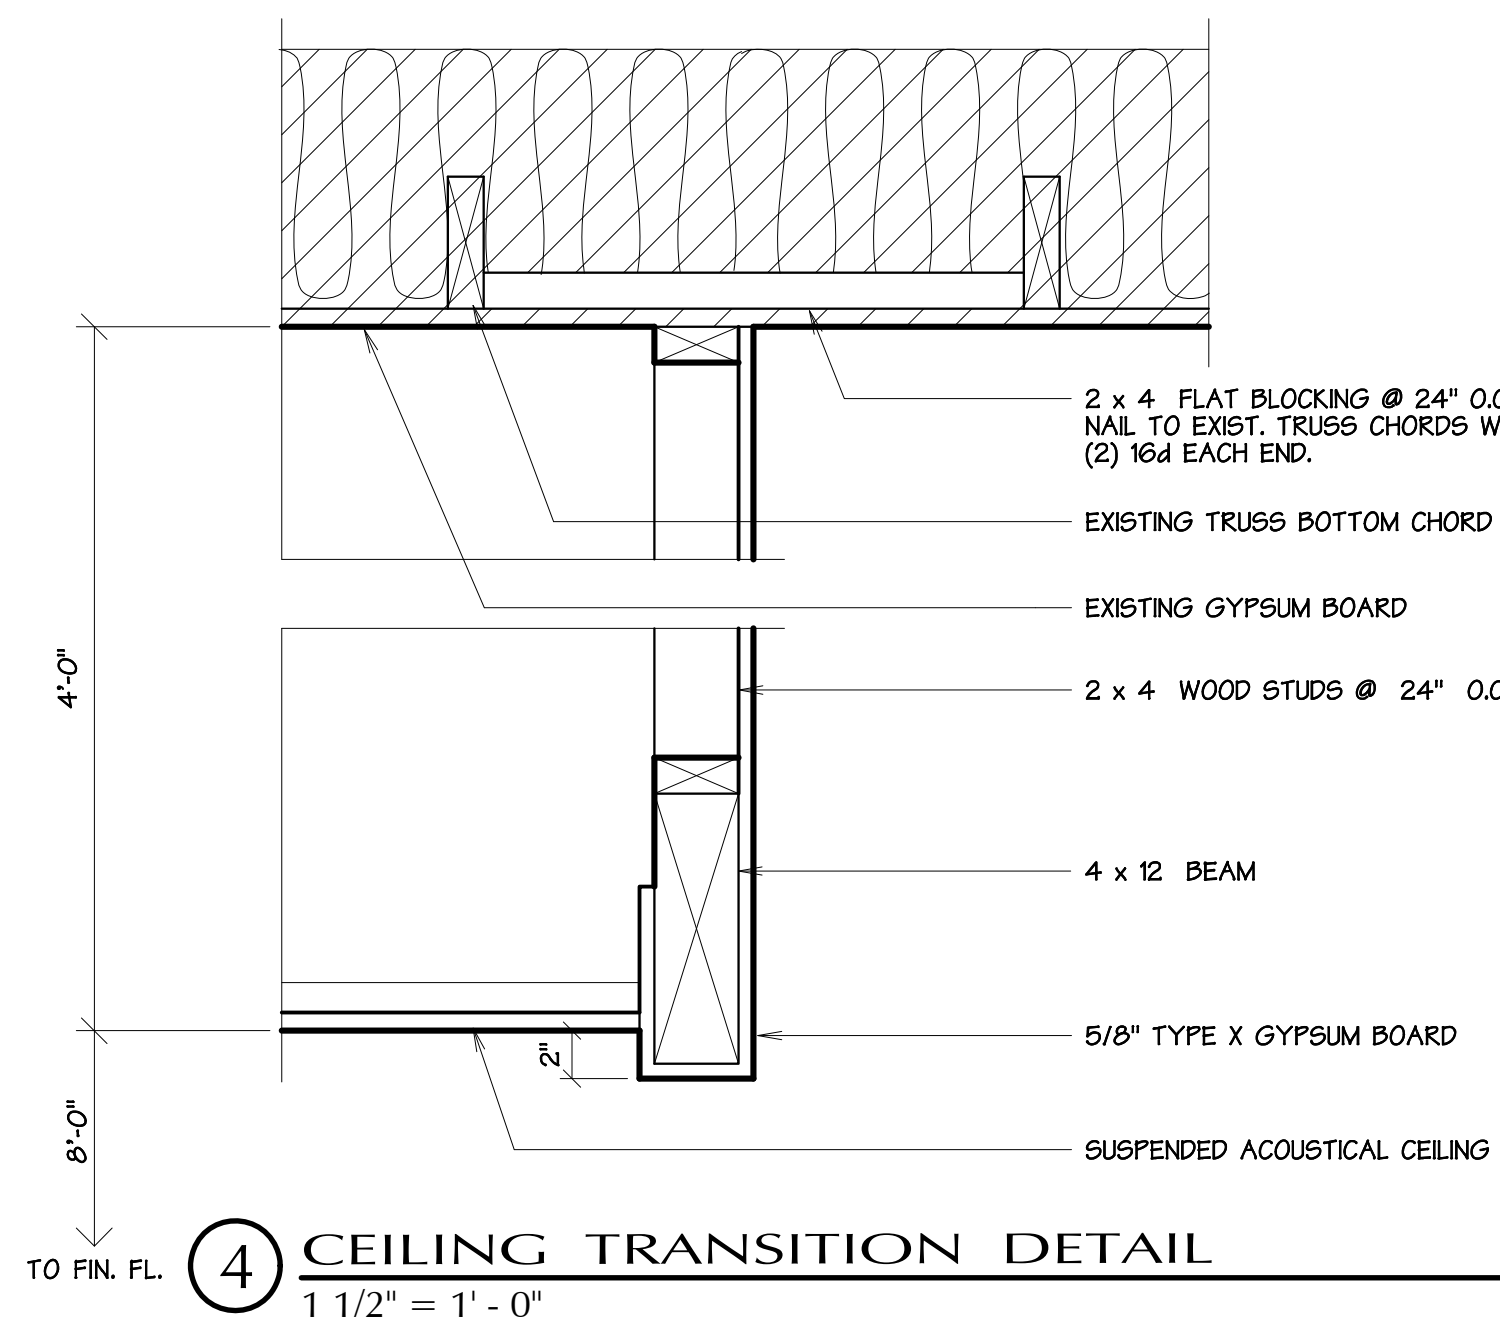 2 x 4 FLAT BLOCKING @ 24" O.C
NAIL TO EXIST. TRUSS CHORDS W
(2) 16d EACH END.
EXISTING TRUSS BOTTOM CHORD
EXISTING GYPSUM BOARD
4'-0"
2 x 4 WOOD STUDS @ 24" O.C
4 x 12 BEAM
5/8" TYPE X GYPSUM BOARD
2"
8'-0"
SUSPENDED ACOUSTICAL CEILING
TO FIN. FL.
4 CEILING TRANSITION DETAIL
1 1/2" = 1' - 0"